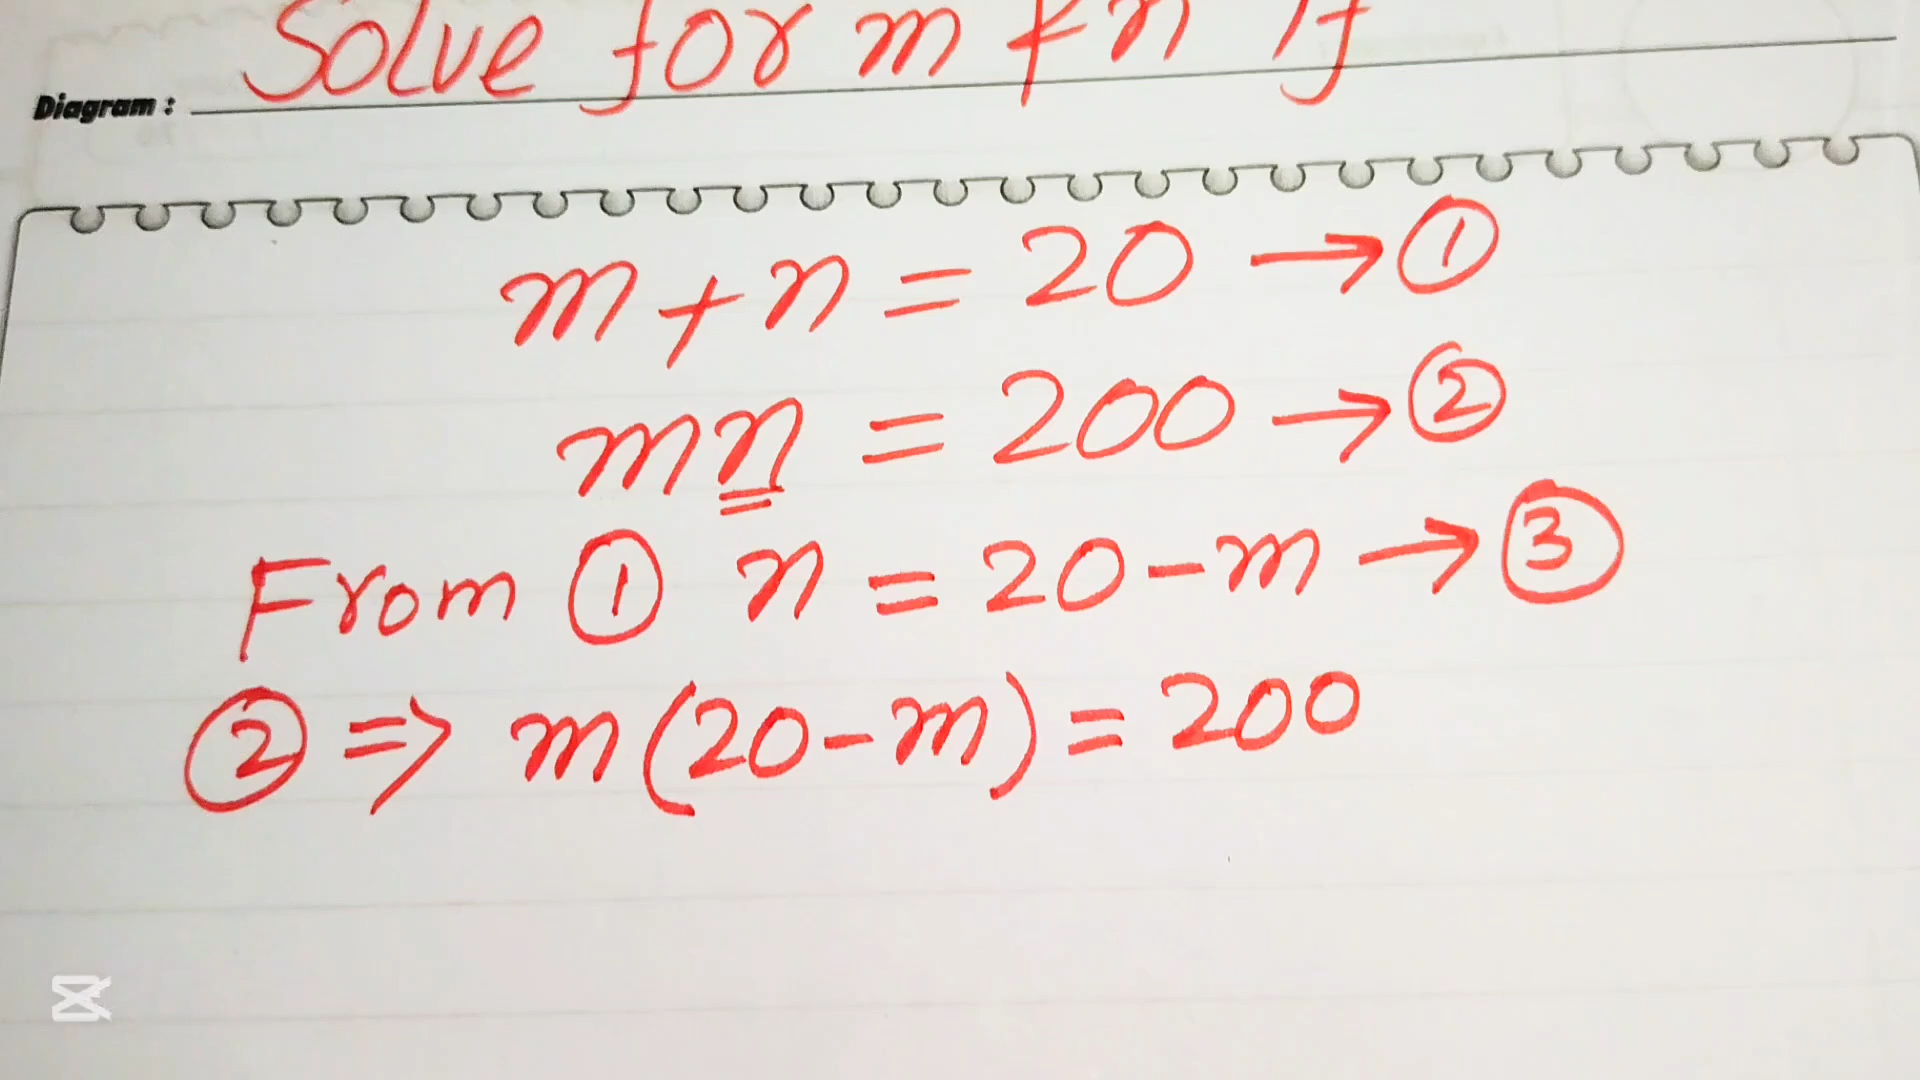 Solve for m & n If
Diagram :
m + n = 20 → ①
mn = 200 → ②
From ① n = 20 - m → ③
② ⇒ m(20 - m) = 200